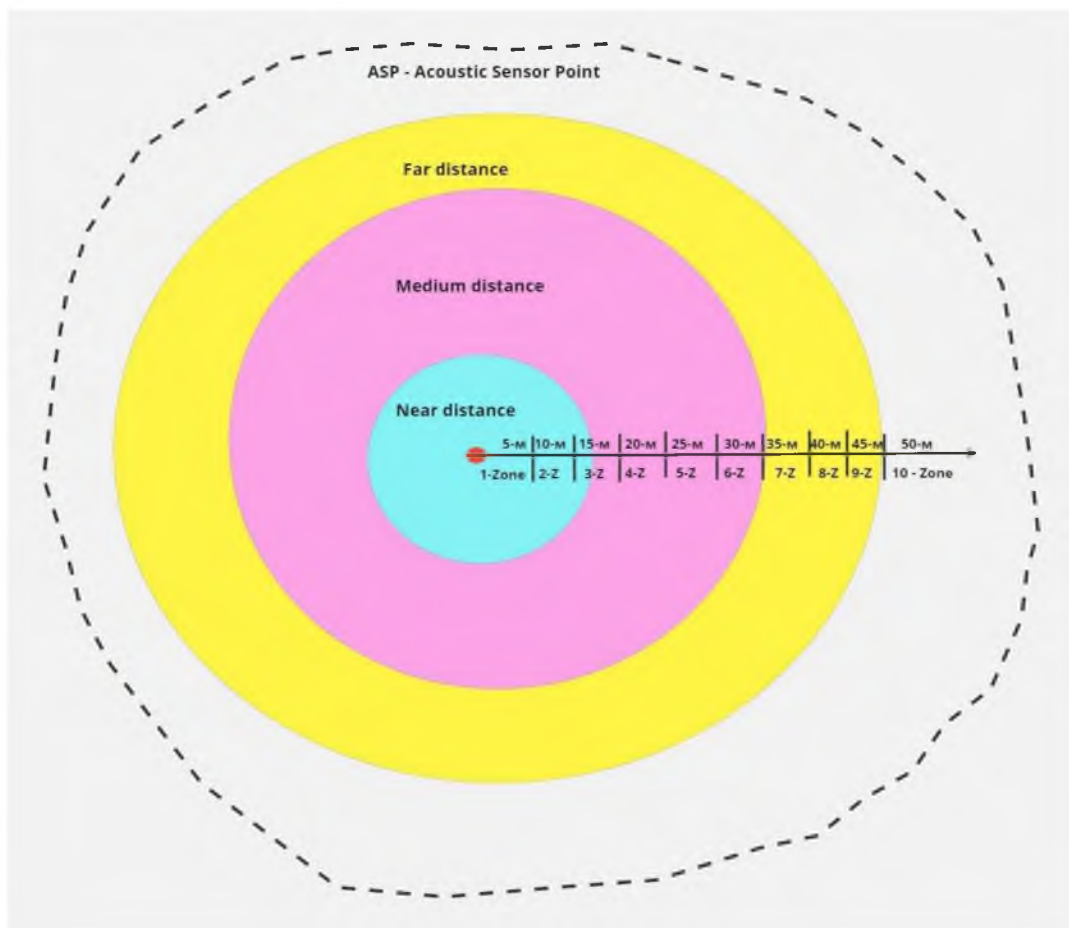 ASP - Acoustic Sensor Point
Far distance
Medium distance
Near distance
5-м 10-м 15-м 20-м 25-м 30-м 35-м 40-м 45-м 50-м
1-Zone 2-Z 3-Z 4-Z 5-Z 6-Z 7-Z 8-Z 9-Z 10 - Zone